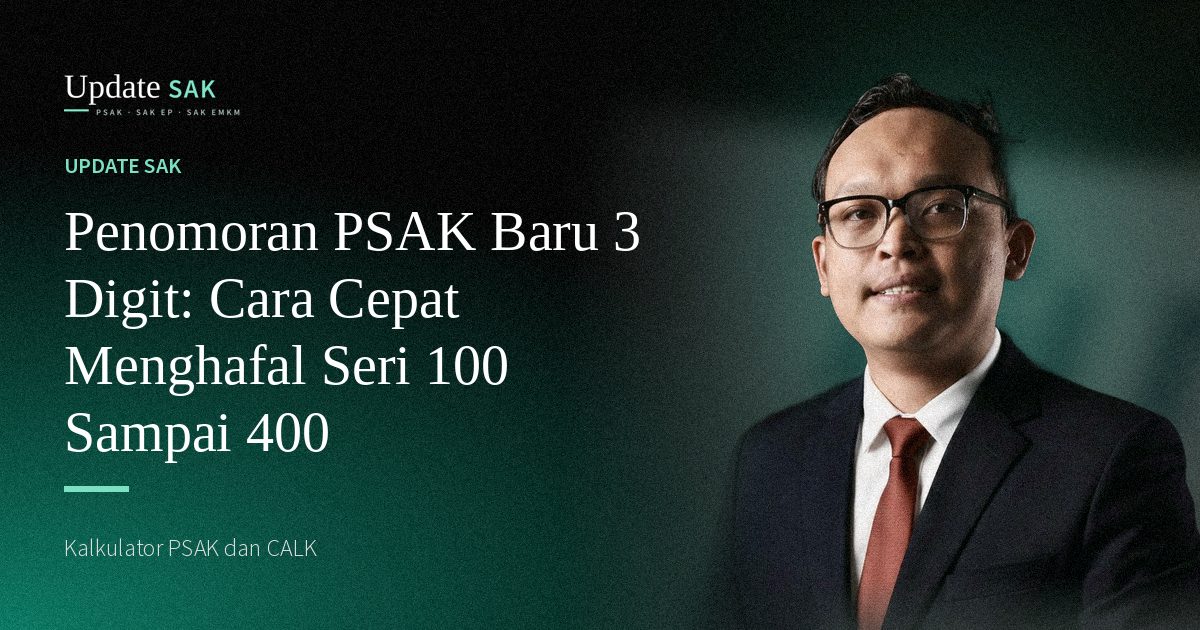 Update SAK
PSAK · SAK EP · SAK EMKM
UPDATE SAK
Penomoran PSAK Baru 3
Digit: Cara Cepat
Menghafal Seri 100
Sampai 400
Kalkulator PSAK dan CALK